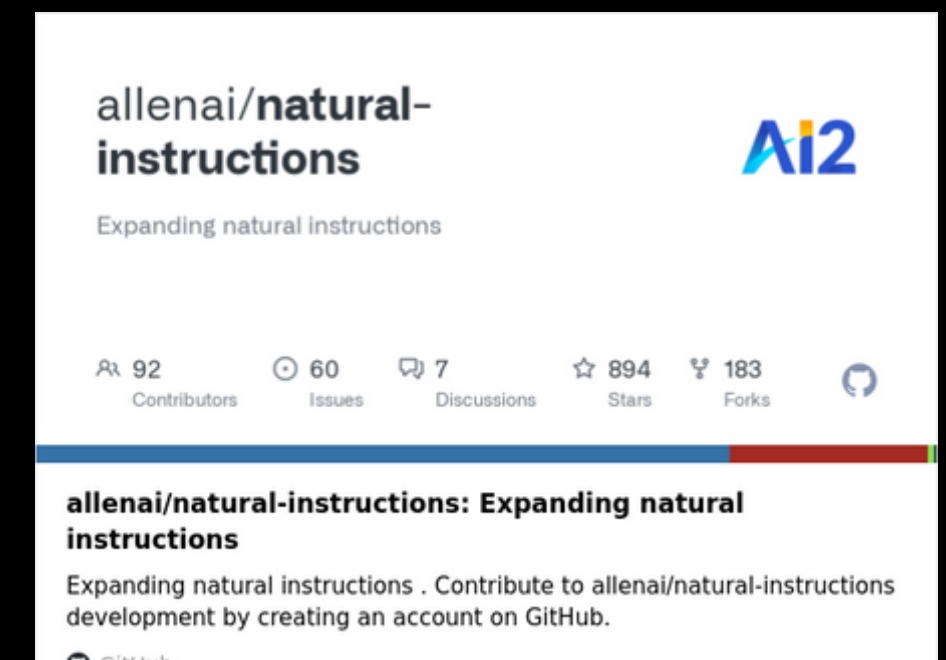 allenai/natural-
instructions
Ai2
Expanding natural instructions
92 60 7 894 183
Contributors Issues Discussions Stars Forks
allenai/natural-instructions: Expanding natural
instructions
Expanding natural instructions . Contribute to allenai/natural-instructions
development by creating an account on GitHub.
GitHub